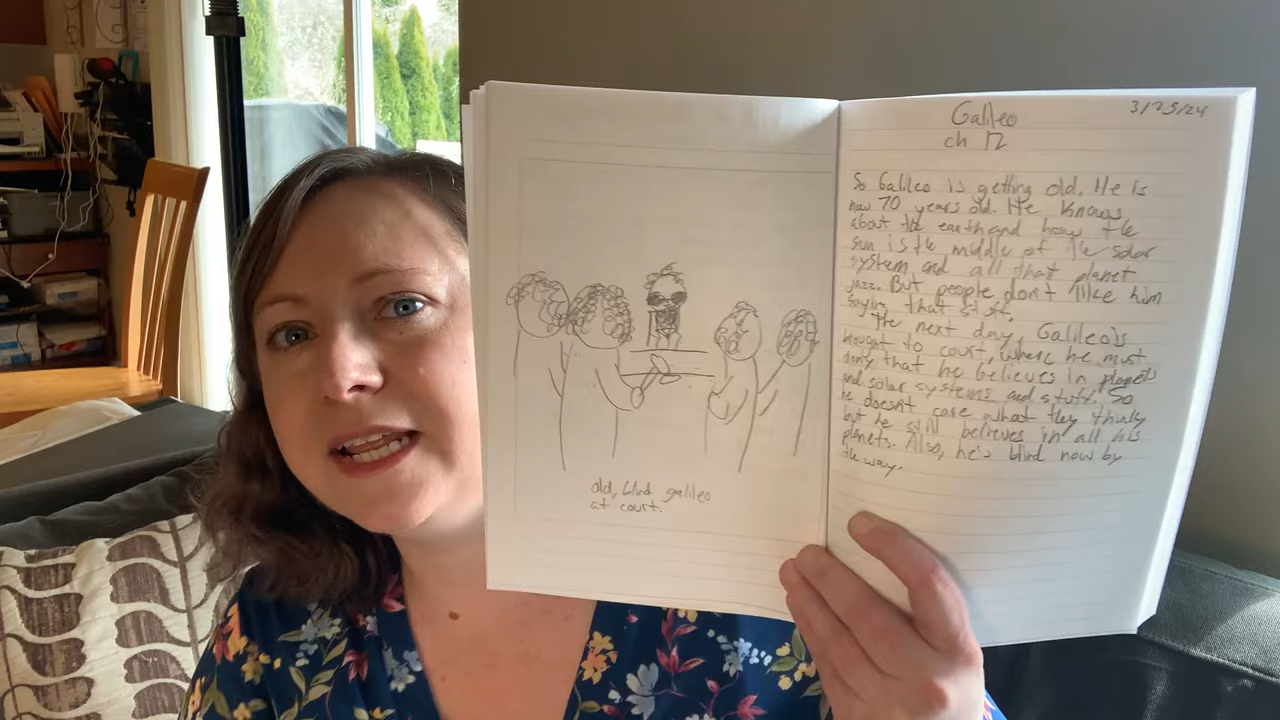 old, blind galileo
at court.
Galileo
3/25/24
ch 12
So Galileo is getting old. He is
now 70 years old. He knows
about the earth and how the
sun is the middle of the solar
system, and all that planet
jazz. But people don't like him
saying that stuff.
The next day, Galileo's
brought to court, where he must
deny that he believes in planets
and solar systems and stuff. So
he doesn't care what they think
but he still believes in all his
planets. Also, he's blind now by
the way.